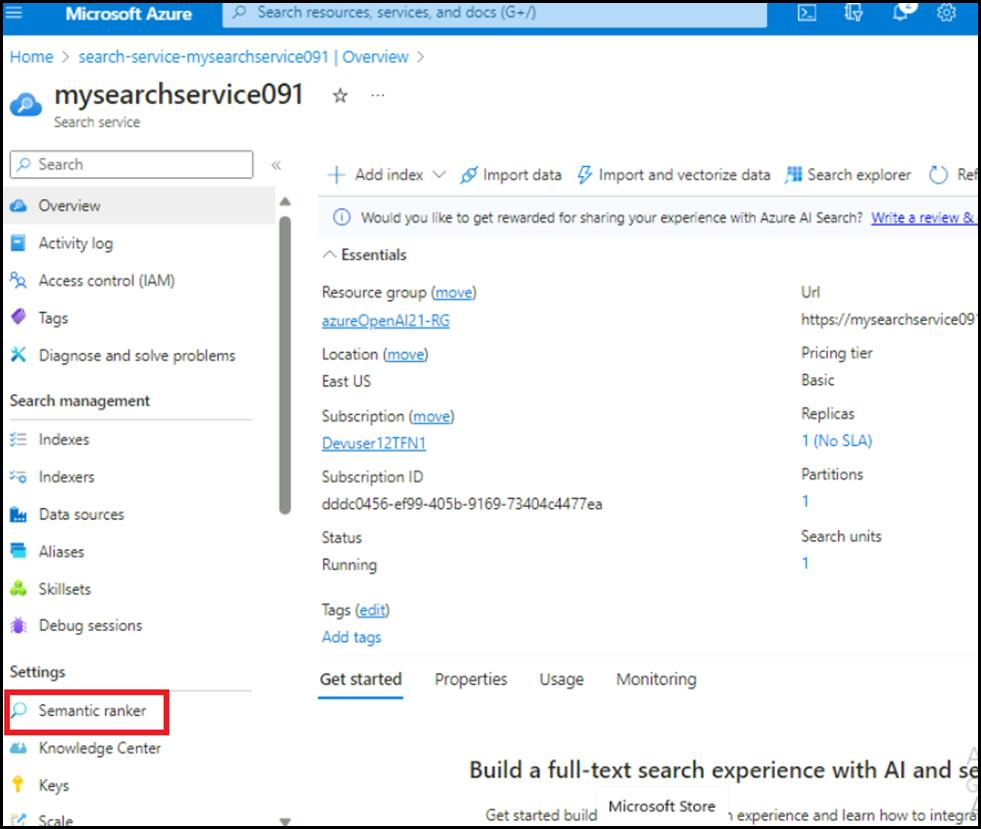 Microsoft Azure
Search resources, services, and docs (G+/)
2
Home > search-service-mysearchservice091 | Overview >
mysearchservice091
Search service
Search
Add index
Import data
Import and vectorize data
Search explorer
Ref
Overview
Would you like to get rewarded for sharing your experience with Azure AI Search? Write a review &
Activity log
Essentials
Access control (IAM)
Resource group (move)
Url
Tags
azureOpenAI21-RG
https://mysearchservice091
Diagnose and solve problems
Location (move)
Pricing tier
East US
Basic
Search management
Subscription (move)
Replicas
Indexes
Devuser12TFN1
1 (No SLA)
Indexers
Subscription ID
Partitions
dddc0456-ef99-405b-9169-73404c4477ea
1
Data sources
Status
Search units
Aliases
Running
1
Skillsets
Tags (edit)
Debug sessions
Add tags
Settings
Get started
Properties
Usage
Monitoring
Semantic ranker
Knowledge Center
Build a full-text search experience with AI and se
Keys
Get started build
Microsoft Store
experience and learn how to integra
Scale